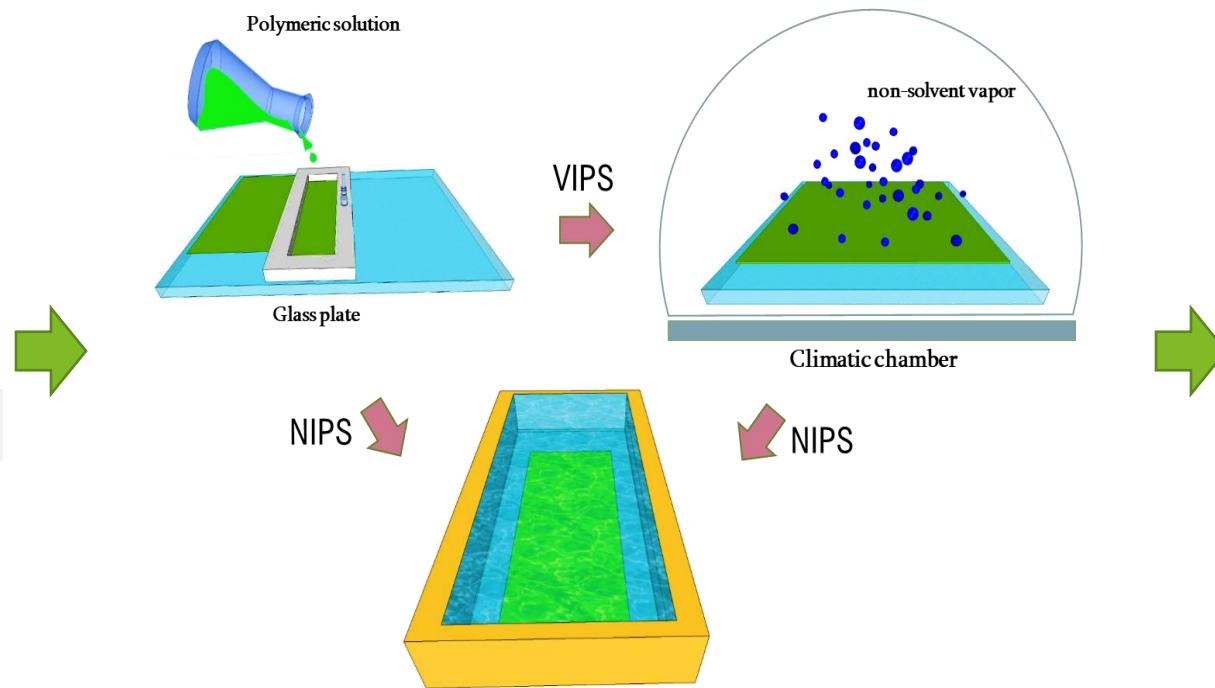 Polymeric solution
non-solvent vapor
VIPS
Glass plate
Climatic chamber
NIPS
NIPS